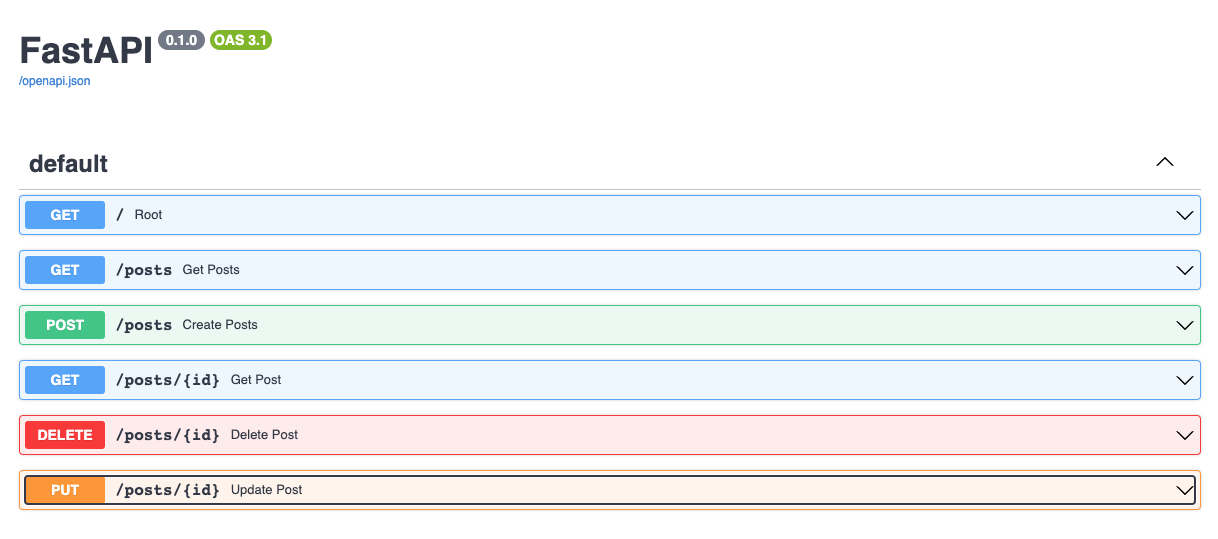 FastAPI 0.1.0 OAS 3.1
/openapi.json
default
GET / Root
GET /posts Get Posts
POST /posts Create Posts
GET /posts/{id} Get Post
DELETE /posts/{id} Delete Post
PUT /posts/{id} Update Post